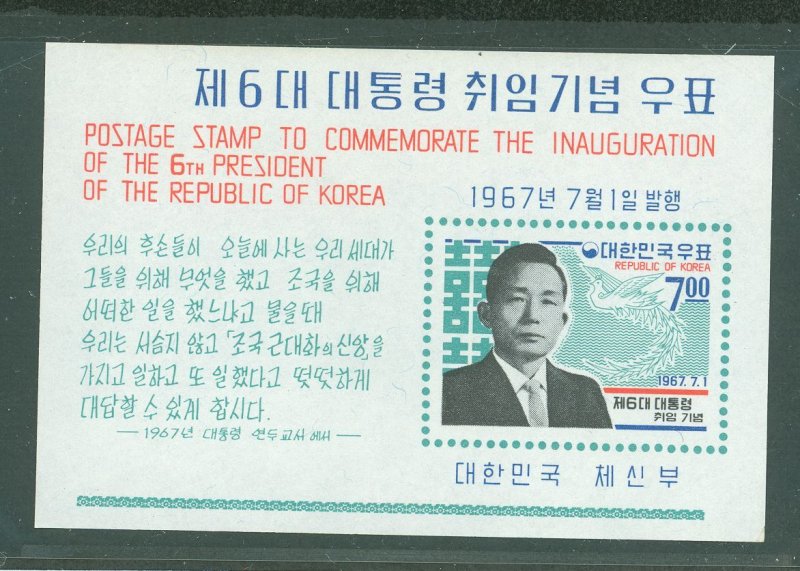 제6대 대통령 취임기념 우표
POSTAGE STAMP TO COMMEMORATE THE INAUGURATION
OF THE 6TH PRESIDENT
OF THE REPUBLIC OF KOREA
1967년 7월 1일 발행
우리의 후손들이 오늘에 사는 우리 세대가
그들을 위해 무엇을 했고 조국을 위해
어떠한 일을 했느냐고 물을 때
우리는 서슴지 않고 「조국 근대화의 신앙」을
가지고 일하고 또 일했다고 떳떳하게
대답할 수 있게 합시다.
—1967년 대통령 연두교서에서—
대한민국우표
REPUBLIC OF KOREA
7.00
1967.7.1
제6대 대통령
취임 기념
대한민국 체신부